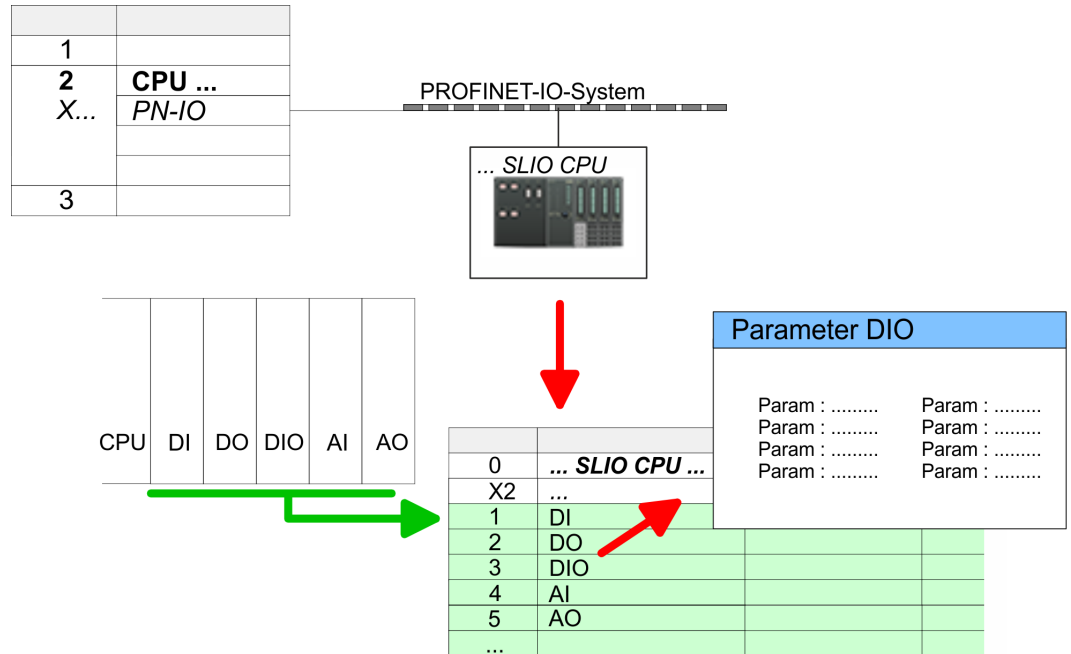 1
2 CPU ...
X... PN-IO
3
PROFINET-IO-System
... SLIO CPU
CPU DI DO DIO AI AO
0 ... SLIO CPU ...
X2 ...
1 DI
2 DO
3 DIO
4 AI
5 AO
...
Parameter DIO
Param : ......... Param : .........
Param : ......... Param : .........
Param : ......... Param : .........
Param : ......... Param : .........